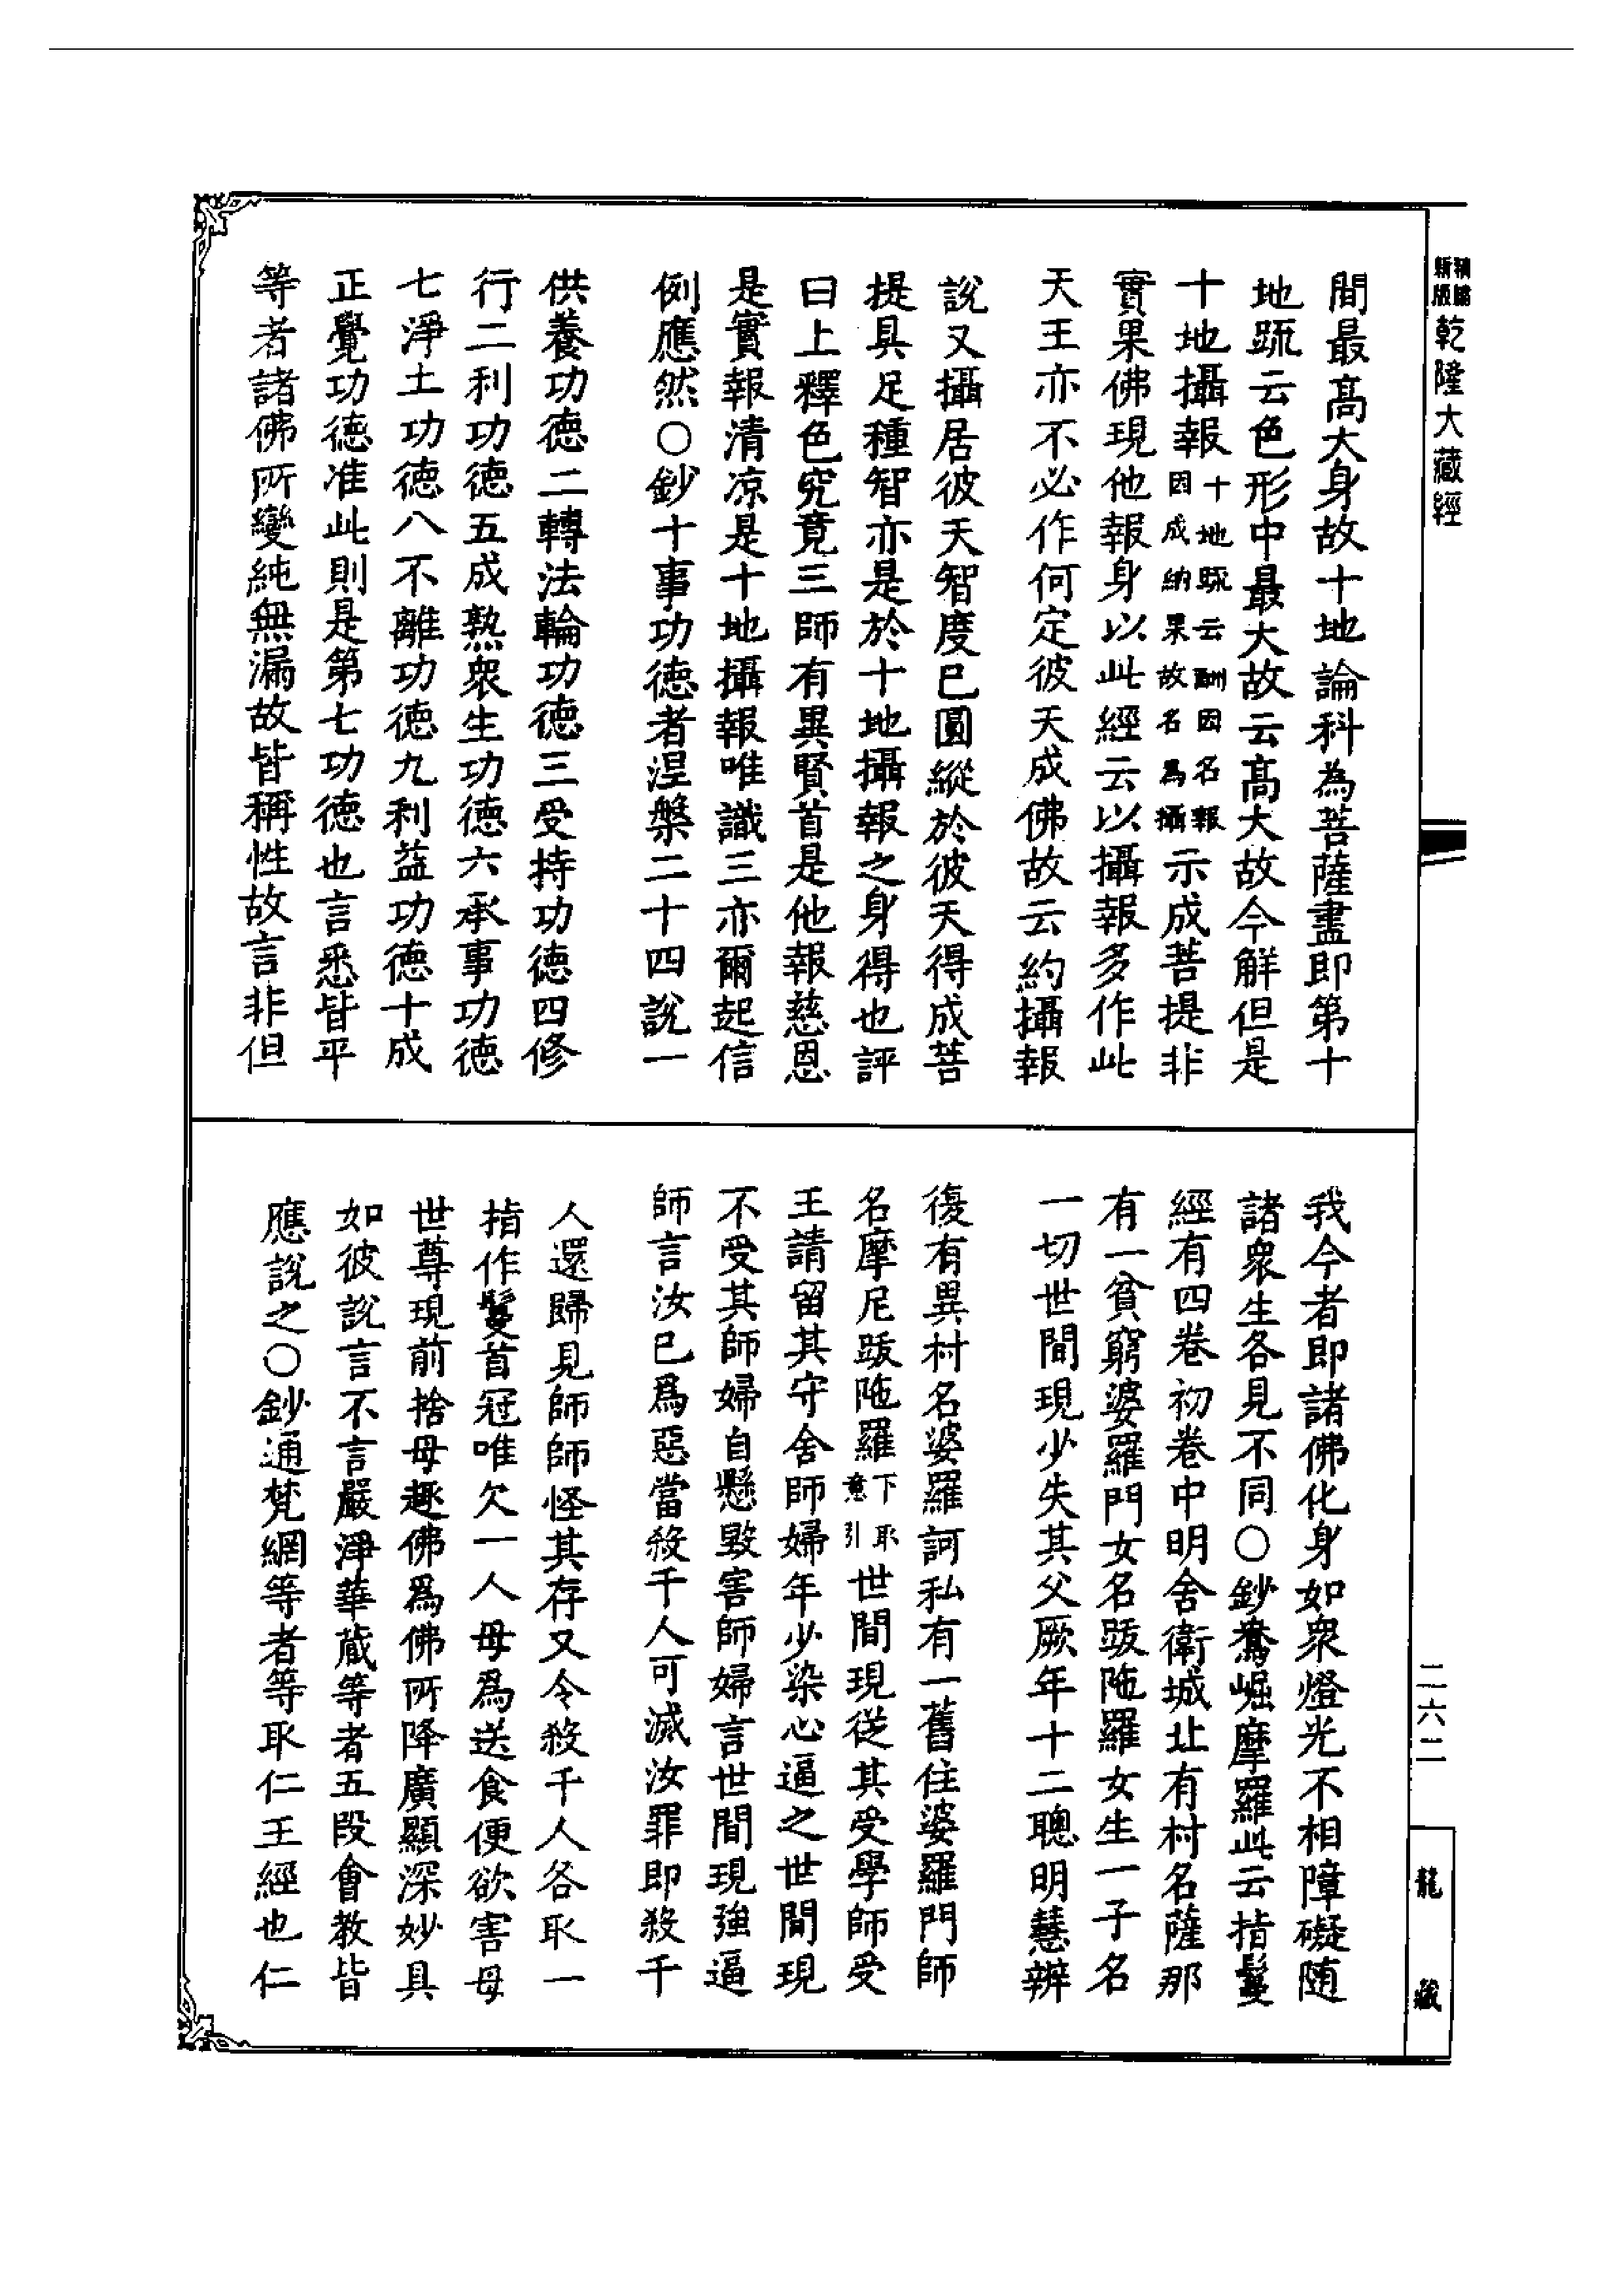 乾隆大藏經
間最高大身故十地論科為菩薩盡即第十
地䟽云色形中最大故云高大故今解但是
十地攝報十地䟽云酬因名報因成納果故名爲攝示成菩提非
實果佛現他報身以此經云以攝報多作此
天王亦不必作何定彼天成佛故云約攝報
說又攝居彼天智度已圓縱於彼天得成菩
提具足種智亦是於十地攝報之身得也評
曰上釋色究竟三師有異賢首是他報慈恩
是實報清凉是十地攝報唯識三亦爾起信
例應然○鈔十事功德者涅槃二十四說一
供養功德二轉法輪功德三受持功德四修
行二利功德五成熟衆生功德六承事功德
七淨土功德八不離功德九利益功德十成
正覺功德准此則是第七功德也言悉皆平
等者諸佛所變純無漏故皆稱性故言非但
我今者即諸佛化身如衆燈光不相障礙随
諸衆生各見不同○鈔鴦崛摩羅此云指鬘
經有四卷初卷中明舍衛城北有村名薩那
有一貧窮婆羅門女名跋陁羅女生一子名
一切世間現少失其父厥年十二聰明慧辨
復有異村名婆羅訶私有一舊住婆羅門師
名摩尼跋陁羅下取意引世間現從其受學師受
王請留其守舍師婦年少染心逼之世間現
不受其師婦自懸毀害師婦言世間現強逼
師言汝已爲惡當殺千人可滅汝罪即殺千
人還歸見師師怪其存又令殺千人各取一
指作鬘首冠唯欠一人母爲送食便欲害母
世尊現前捨母趣佛爲佛所降廣顯深妙具
如彼說言不言嚴淨華蔵等者五段會教皆
應說之○鈔通梵網等者等取仁王經也仁
二六二
龍藏